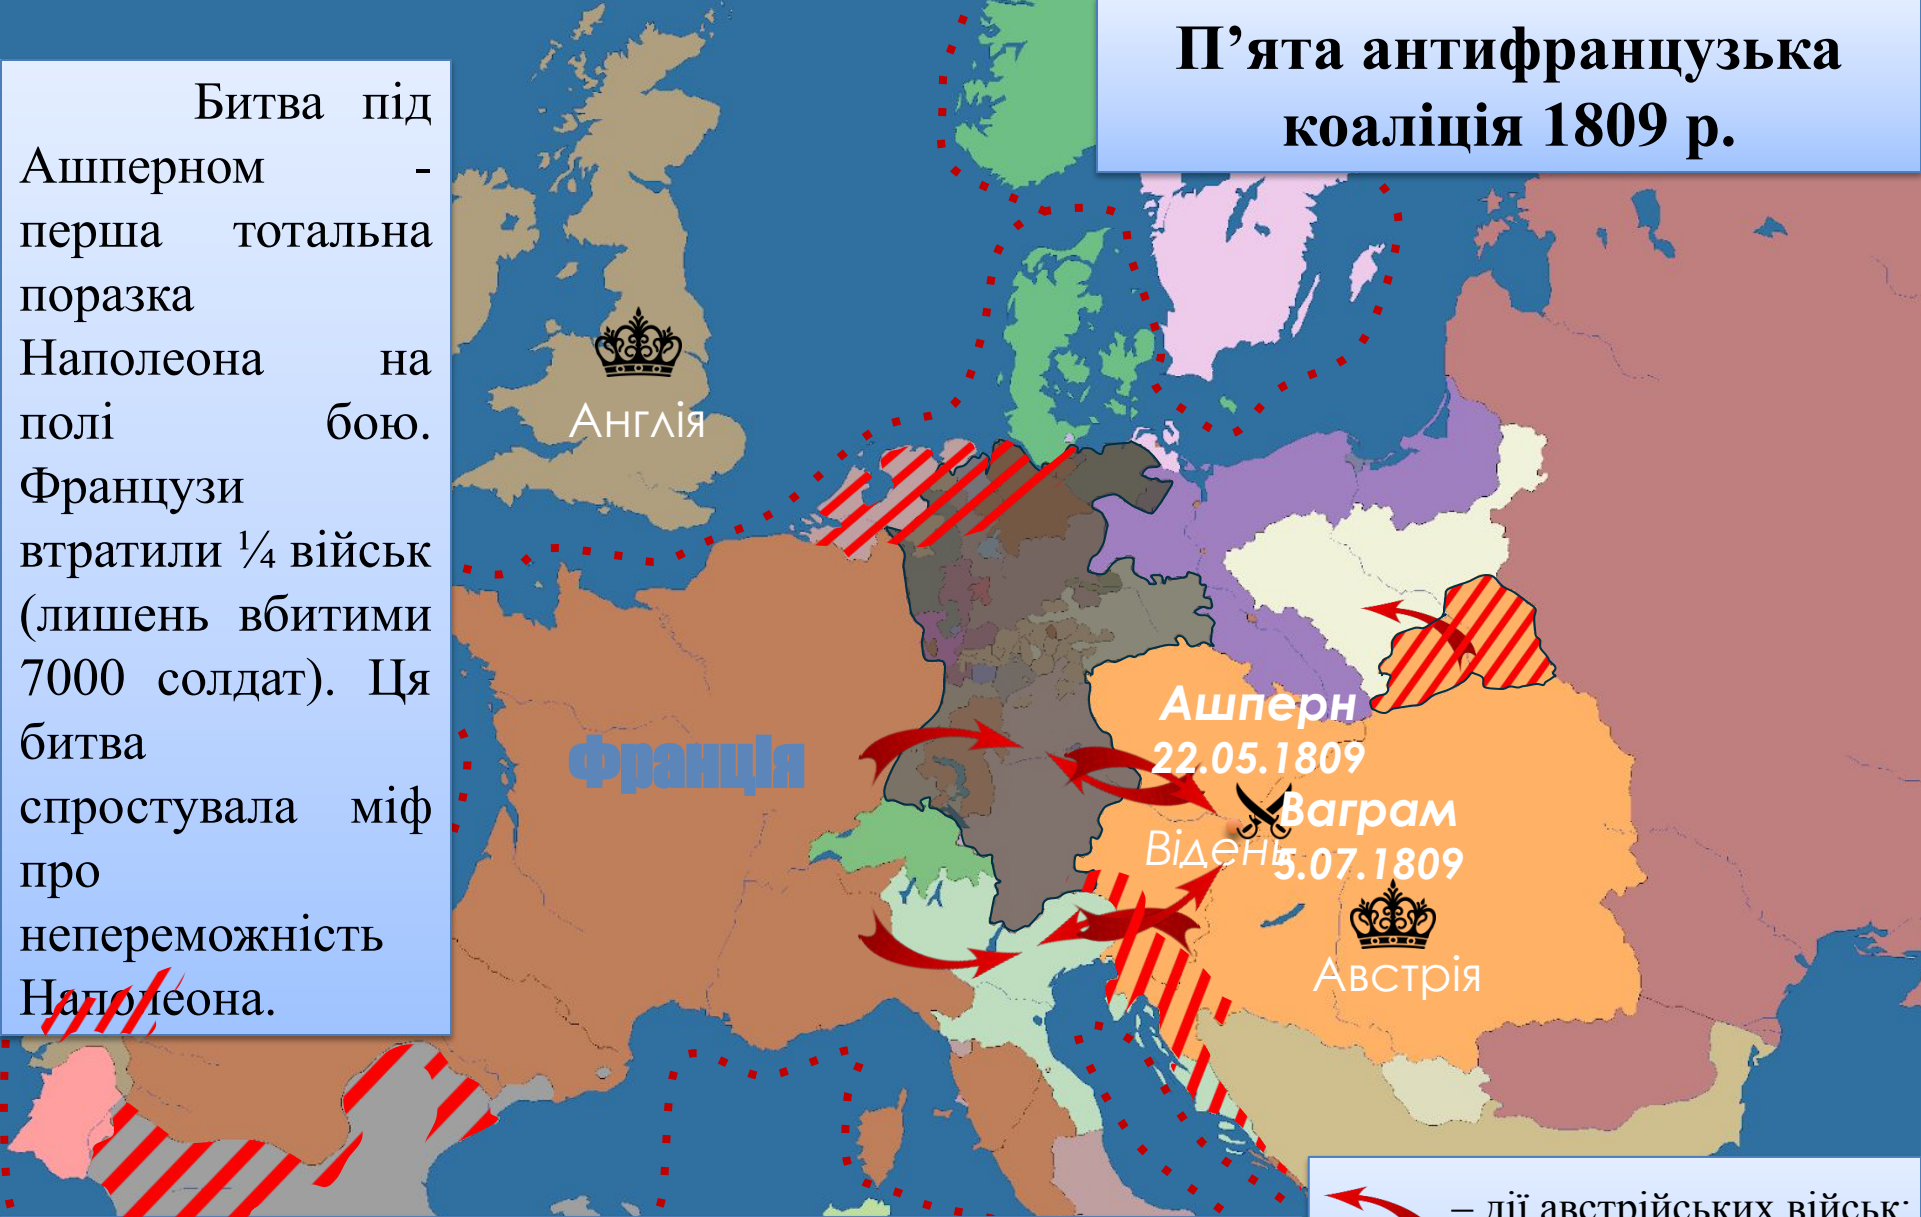 П’ята антифранцузька
коаліція 1809 р.
Битва під
Ашперном -
перша тотальна
поразка
Наполеона на
полі бою.
Французи
втратили ¼ військ
(лишень вбитими
7000 солдат). Ця
битва
спростувала міф
про
непереможність
Наполеона.
Англія
Франція
Ашперн
22.05.1809
Ваграм
Відень
5.07.1809
Австрія
– дії австрійських військ;